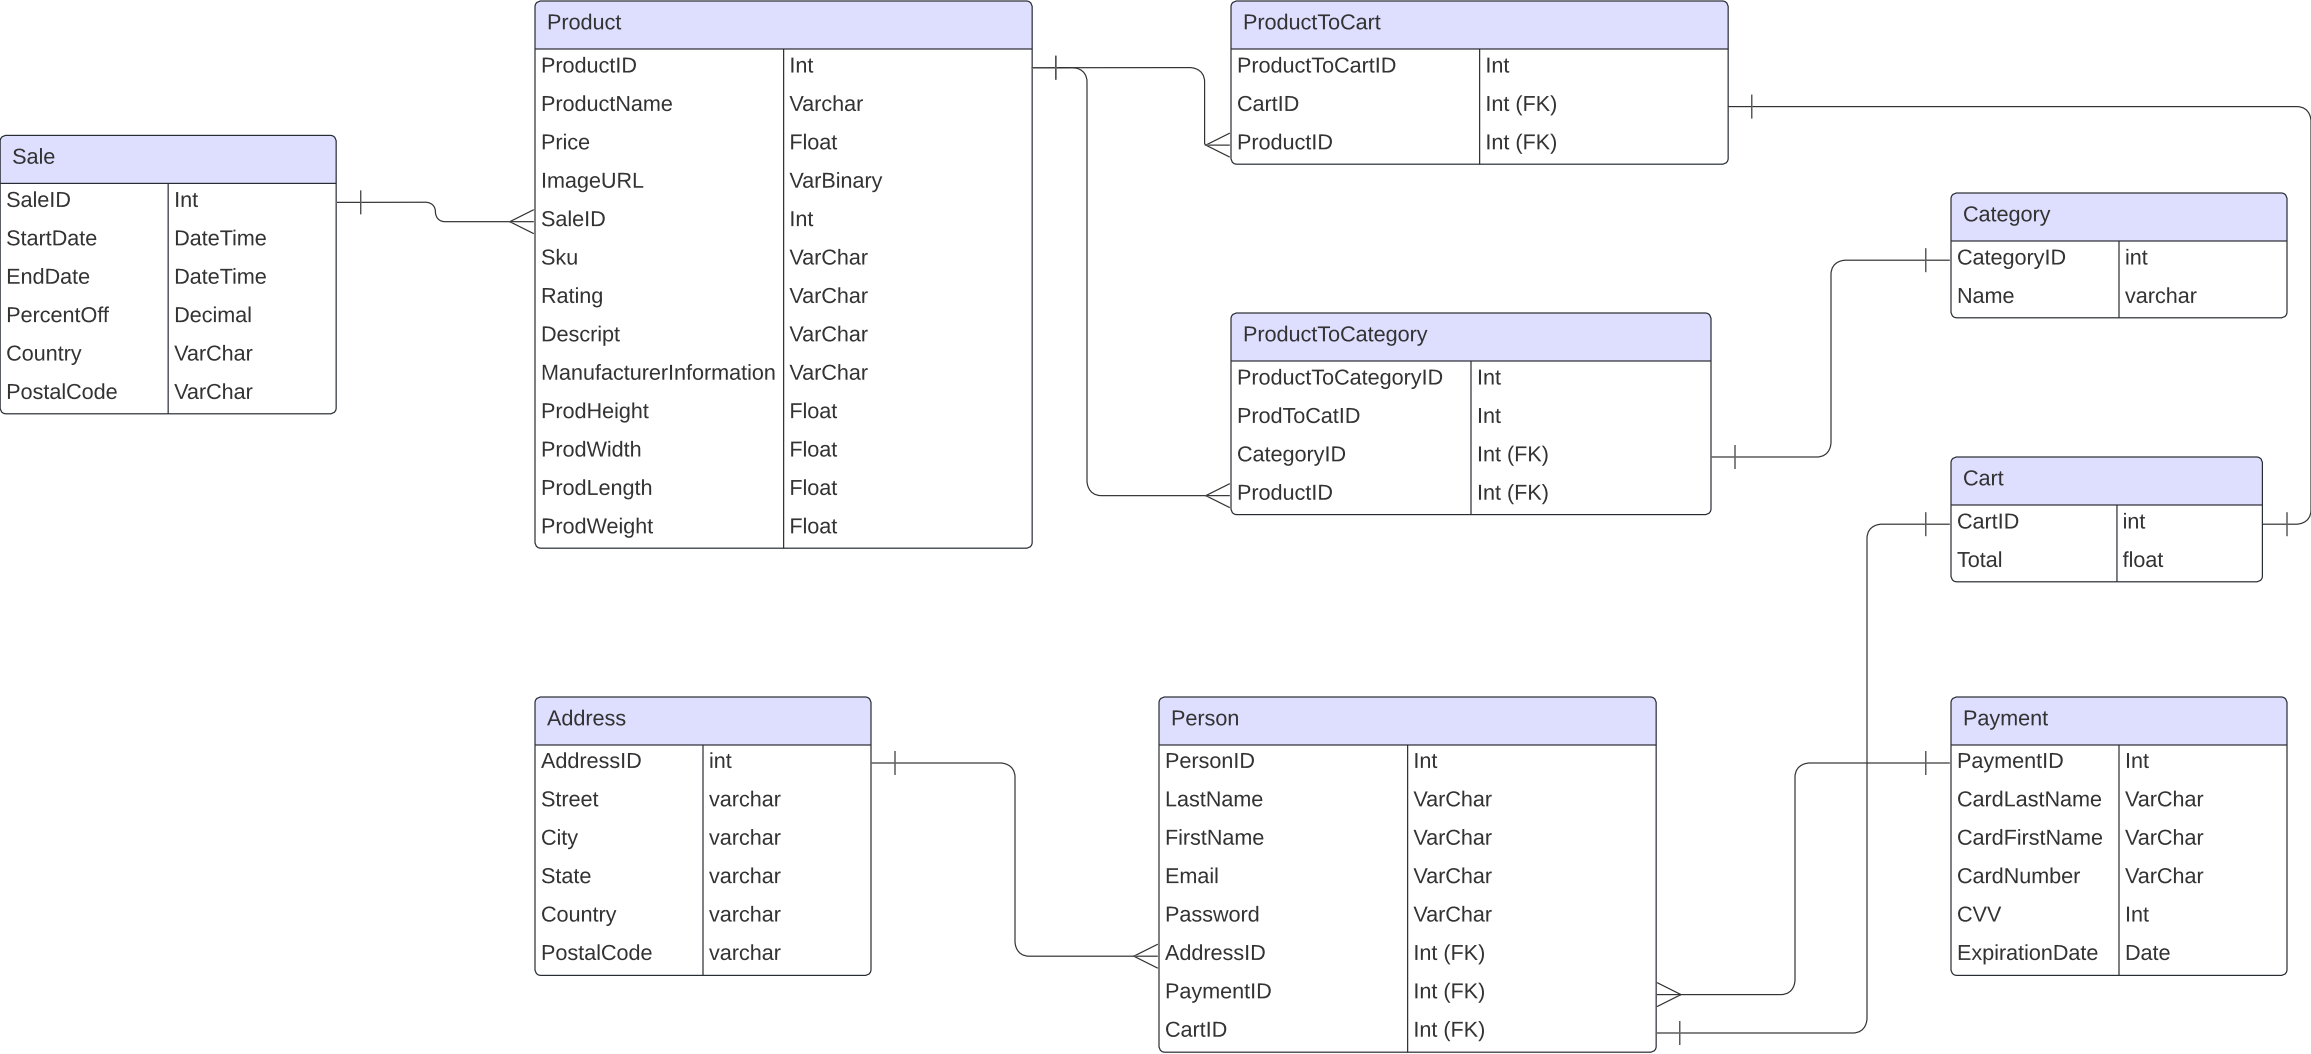 Product
ProductID Int
ProductName Varchar
Price Float
ImageURL VarBinary
SaleID Int
Sku VarChar
Rating VarChar
Descript VarChar
ManufacturerInformation VarChar
ProdHeight Float
ProdWidth Float
ProdLength Float
ProdWeight Float
ProductToCart
ProductToCartID Int
CartID Int (FK)
ProductID Int (FK)
Sale
SaleID Int
StartDate DateTime
EndDate DateTime
PercentOff Decimal
Country VarChar
PostalCode VarChar
Category
CategoryID int
Name varchar
ProductToCategory
ProductToCategoryID Int
ProdToCatID Int
CategoryID Int (FK)
ProductID Int (FK)
Cart
CartID int
Total float
Address
AddressID int
Street varchar
City varchar
State varchar
Country varchar
PostalCode varchar
Person
PersonID Int
LastName VarChar
FirstName VarChar
Email VarChar
Password VarChar
AddressID Int (FK)
PaymentID Int (FK)
CartID Int (FK)
Payment
PaymentID Int
CardLastName VarChar
CardFirstName VarChar
CardNumber VarChar
CVV Int
ExpirationDate Date